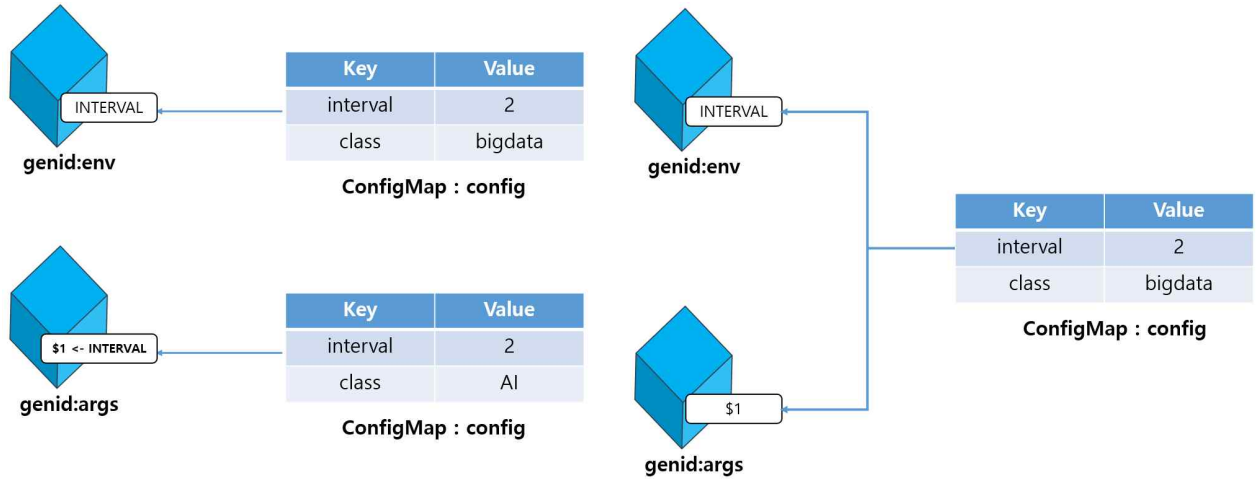 INTERVAL
genid:env
Key Value
interval 2
class bigdata
ConfigMap : config
$1 <- INTERVAL
genid:args
Key Value
interval 2
class AI
ConfigMap : config
INTERVAL
genid:env
Key Value
interval 2
class bigdata
ConfigMap : config
$1
genid:args